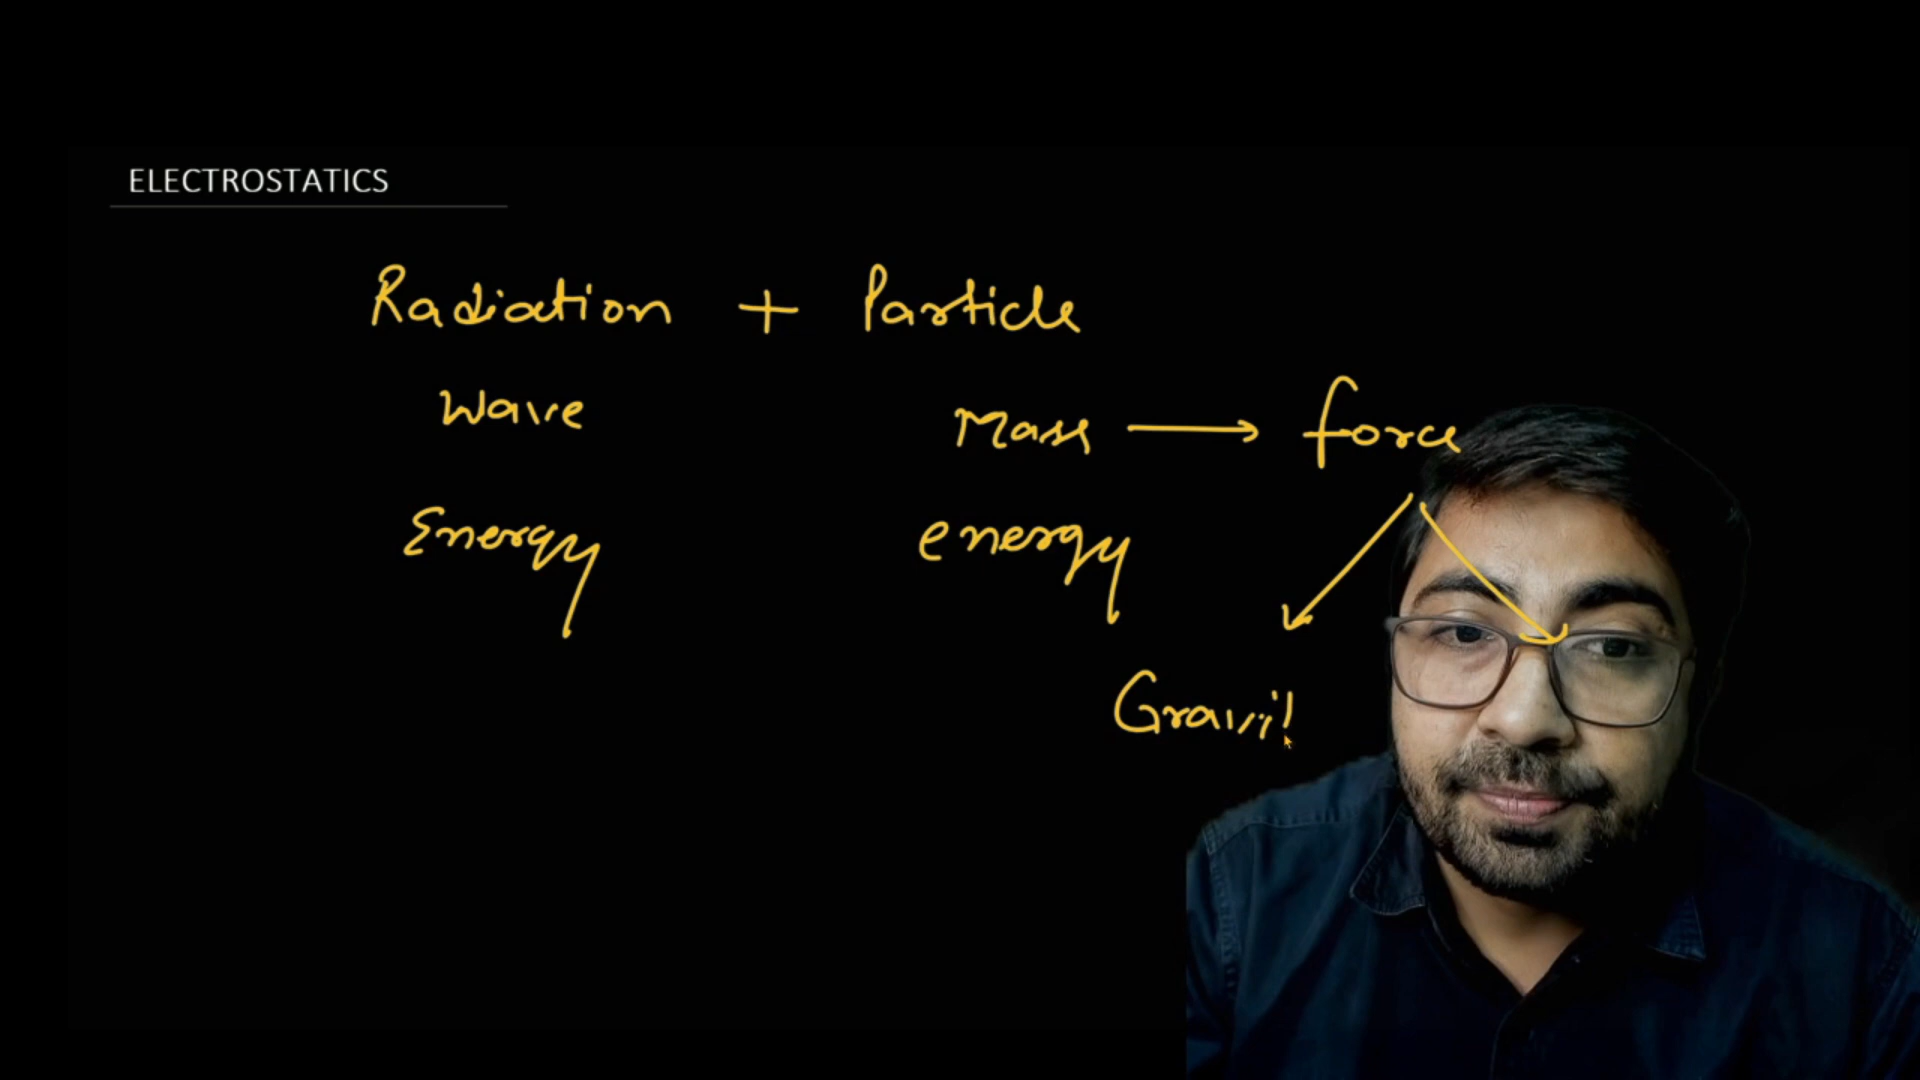 ELECTROSTATICS
Radiation + Particle
Wave Mass → force
Energy energy